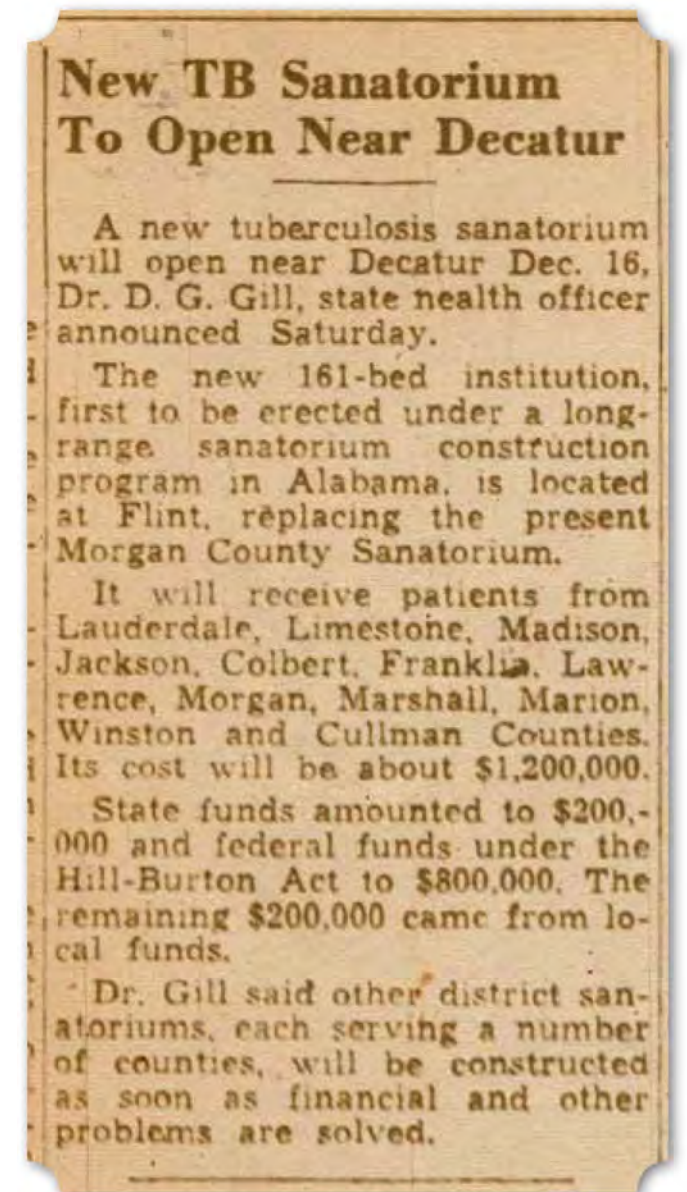 New TB Sanatorium
To Open Near Decatur
A new tuberculosis sanatorium
will open near Decatur Dec. 16,
Dr. D. G. Gill, state health officer
announced Saturday.
The new 161-bed institution,
first to be erected under a long-
range sanatorium construction
program in Alabama, is located
at Flint, replacing the present
Morgan County Sanatorium.
It will receive patients from
Lauderdale, Limestone, Madison,
Jackson, Colbert, Franklin, Law-
rence, Morgan, Marshall, Marion,
Winston and Cullman Counties.
Its cost will be about $1,200,000.
State funds amounted to $200,-
000 and federal funds under the
Hill-Burton Act to $800,000. The
remaining $200,000 came from lo-
cal funds.
Dr. Gill said other district san-
atoriums, each serving a number
of counties, will be constructed
as soon as financial and other
problems are solved.